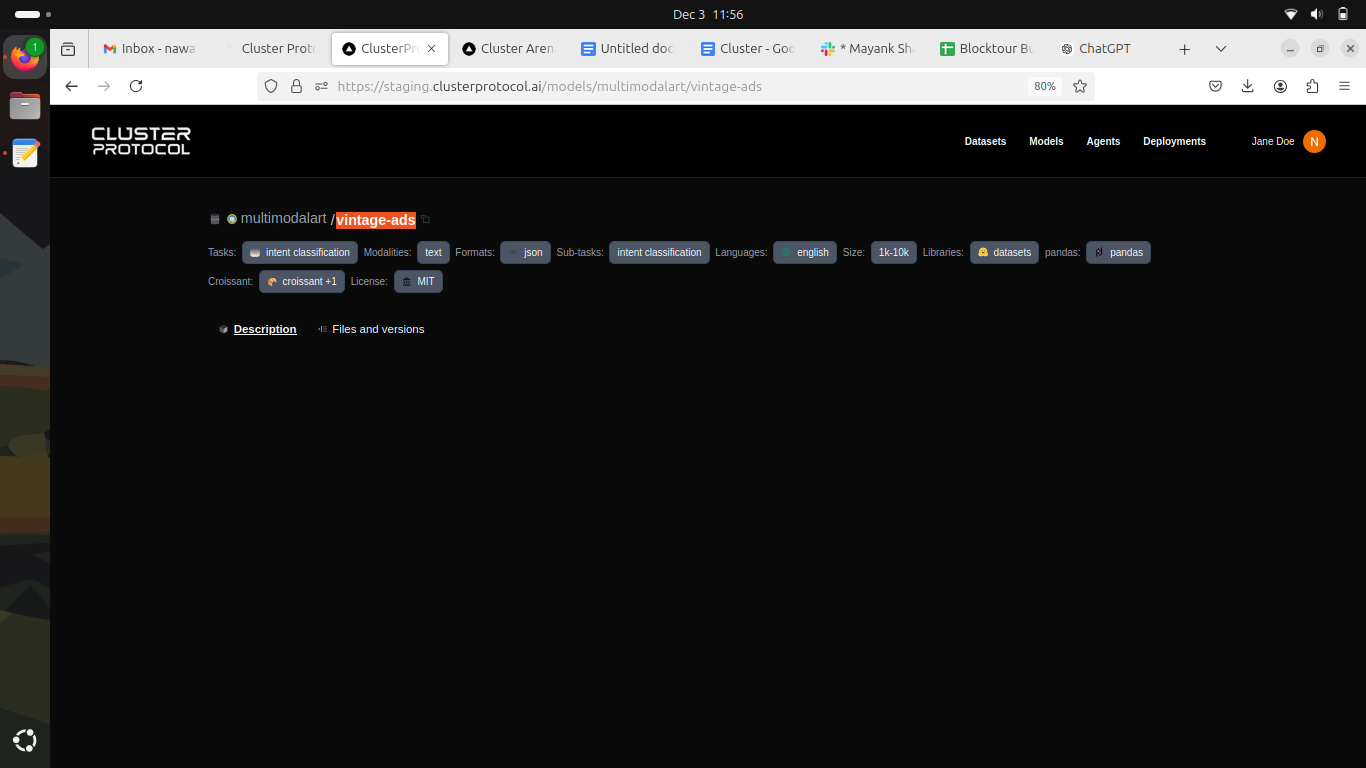 Dec 3 11:56
1
Inbox - nawa
Cluster Proto
ClusterPro
Cluster Aren
Untitled doc
Cluster - Goo
* Mayank Sha
Blocktour Bu
ChatGPT
https://staging.clusterprotocol.ai/models/multimodalart/vintage-ads
80%
CLUSTER
PROTOCOL
Datasets
Models
Agents
Deployments
Jane Doe
N
multimodalart /vintage-ads
Tasks: intent classification Modalities: text Formats: json Sub-tasks: intent classification Languages: english Size: 1k-10k Libraries: datasets pandas: pandas
Croissant: croissant +1 License: MIT
Description
Files and versions